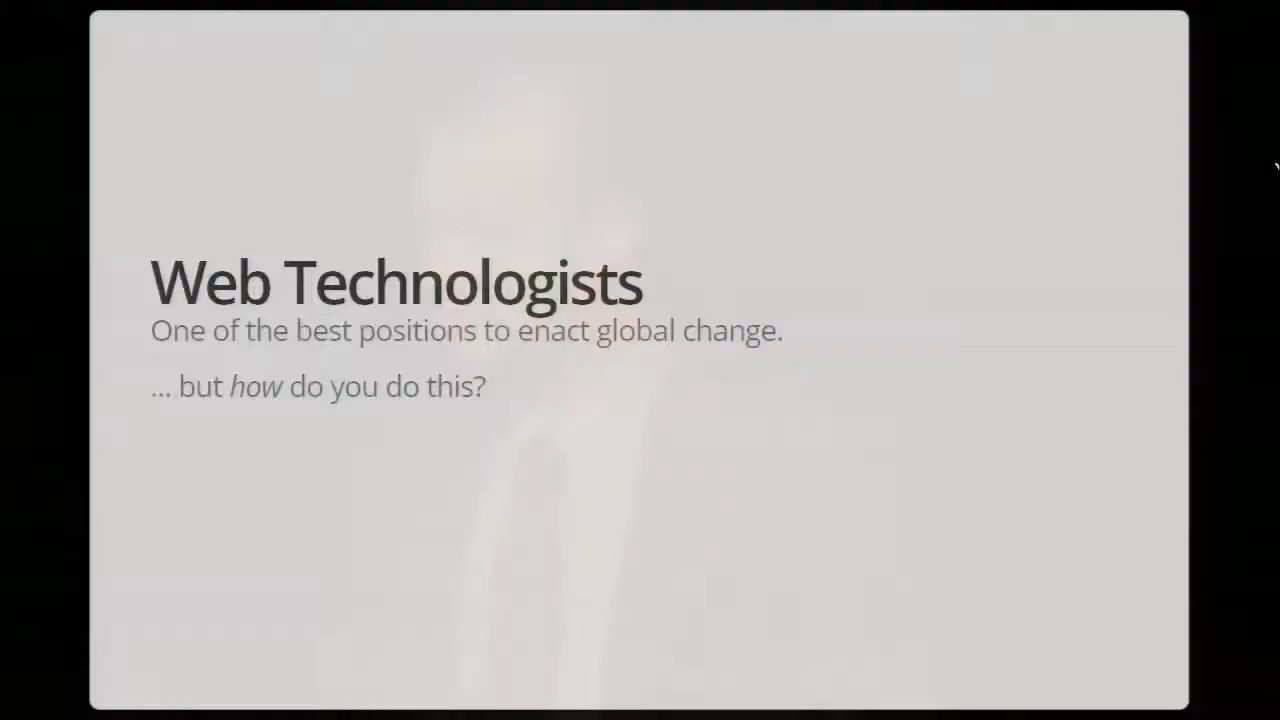 Web Technologists
One of the best positions to enact global change.
... but how do you do this?